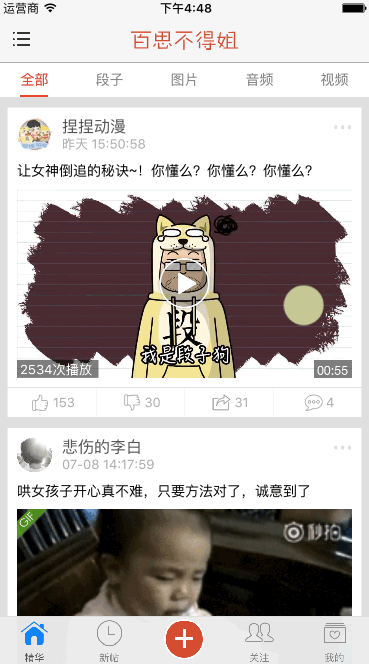 运营商 下午4:48
百思不得姐
全部 段子 图片 音频 视频
捏捏动漫
昨天 15:50:58
让女神倒追的秘诀~！你懂么？你懂么？你懂么？
段
我是段子狗
2534次播放 00:55
153 30 31 4
悲伤的李白
07-08 14:17:59
哄女孩子开心真不难，只要方法对了，诚意到了
GIF
秒拍
精华 新帖 关注 我的